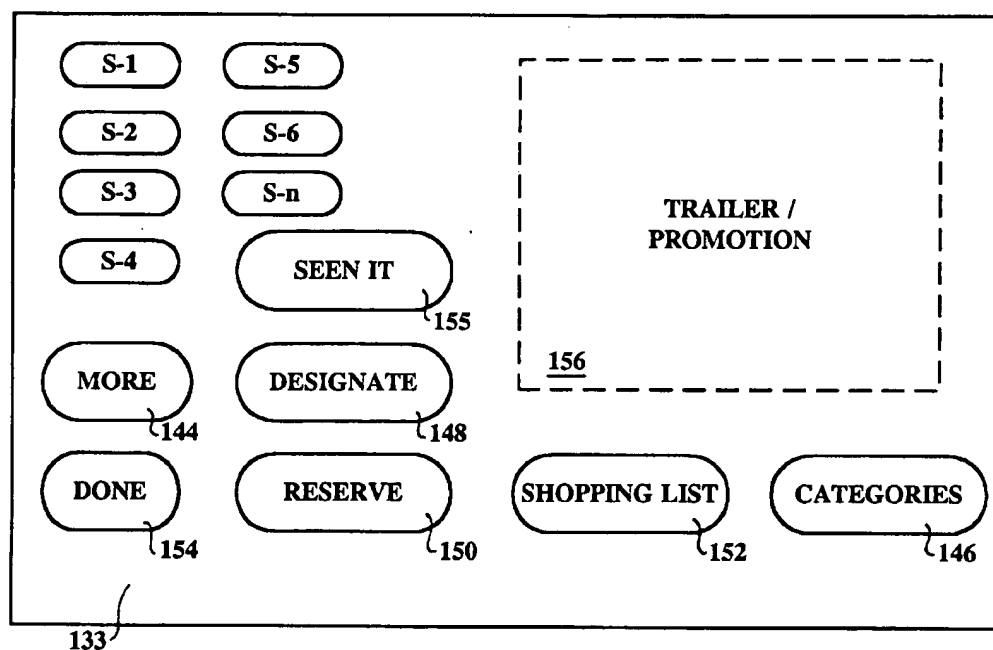 S-1
S-5
S-2
S-6
S-3
S-n
S-4
SEEN IT
155
TRAILER /
PROMOTION
156
MORE
144
DESIGNATE
148
DONE
154
RESERVE
150
SHOPPING LIST
152
CATEGORIES
146
133